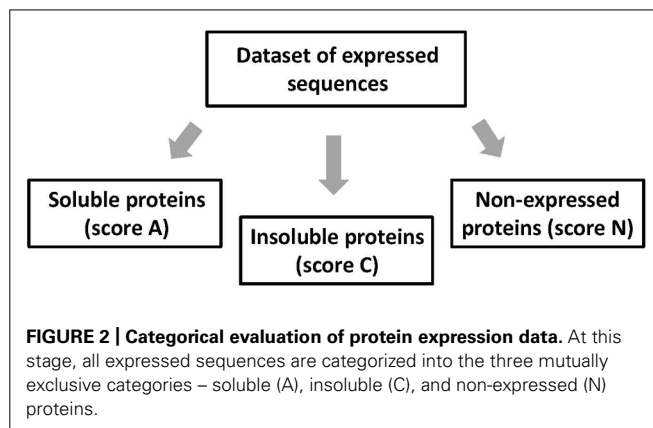 Dataset of expressed
sequences
Soluble proteins
(score A)
Insoluble proteins
(score C)
Non-expressed
proteins (score N)
FIGURE 2 | Categorical evaluation of protein expression data. At this
stage, all expressed sequences are categorized into the three mutually
exclusive categories – soluble (A), insoluble (C), and non-expressed (N)
proteins.